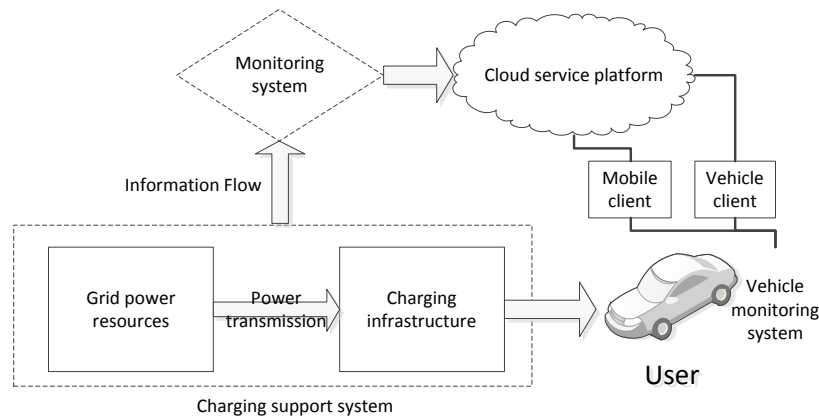 Monitoring
system
Cloud service platform
Information Flow
Mobile
client
Vehicle
client
Grid power
resources
Power
transmission
Charging
infrastructure
Vehicle
monitoring
system
User
Charging support system